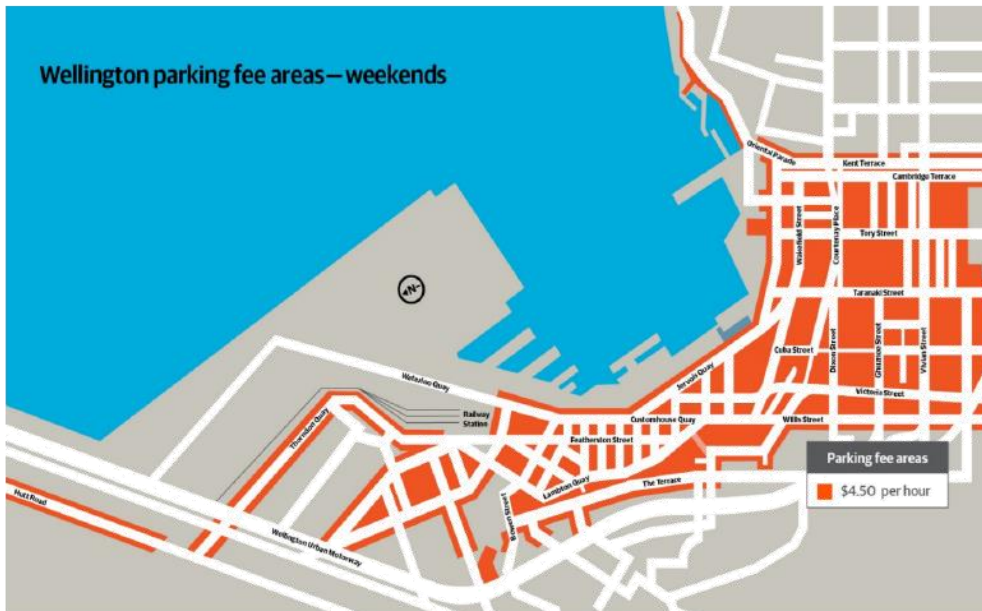 Wellington parking fee areas – weekends
Oriental Parade
Kent Terrace
Cambridge Terrace
Wakefield Street
Courtenay Place
Tory Street
N
Taranaki Street
Cuba Street
Dixon Street
Ghuznee Street
Vivian Street
Jervois Quay
Waterloo Quay
Victoria Street
Railway
Station
Customhouse Quay
Willis Street
Thorndon Quay
Featherston Street
Lambton Quay
The Terrace
Bowen Street
Hutt Road
Wellington Urban Motorway
Parking fee areas
$4.50 per hour